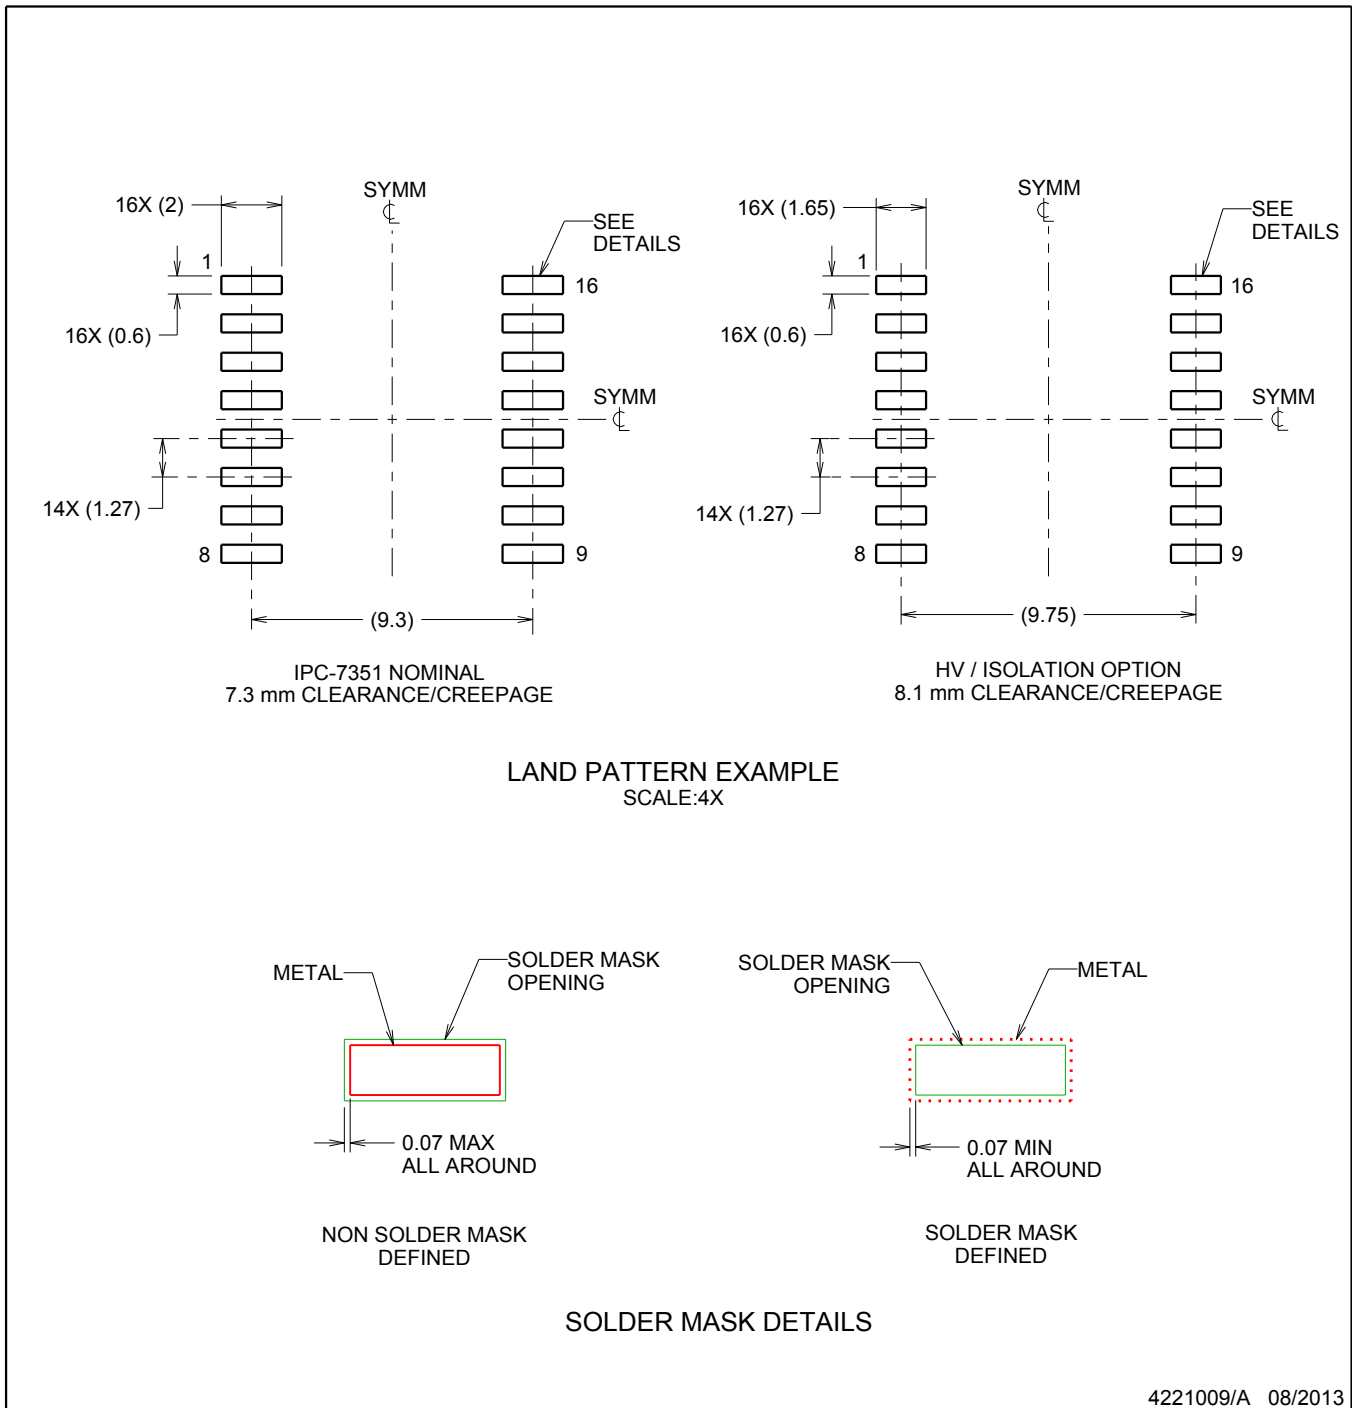 SYMM
℄
16X (2)
SEE
DETAILS
1
16
16X (0.6)
SYMM
℄
14X (1.27)
8
9
(9.3)
IPC-7351 NOMINAL
7.3 mm CLEARANCE/CREEPAGE
SYMM
℄
16X (1.65)
SEE
DETAILS
1
16
16X (0.6)
SYMM
℄
14X (1.27)
8
9
(9.75)
HV / ISOLATION OPTION
8.1 mm CLEARANCE/CREEPAGE
LAND PATTERN EXAMPLE
SCALE:4X
METAL
SOLDER MASK
OPENING
0.07 MAX
ALL AROUND
NON SOLDER MASK
DEFINED
SOLDER MASK
OPENING
METAL
0.07 MIN
ALL AROUND
SOLDER MASK
DEFINED
SOLDER MASK DETAILS
4221009/A 08/2013